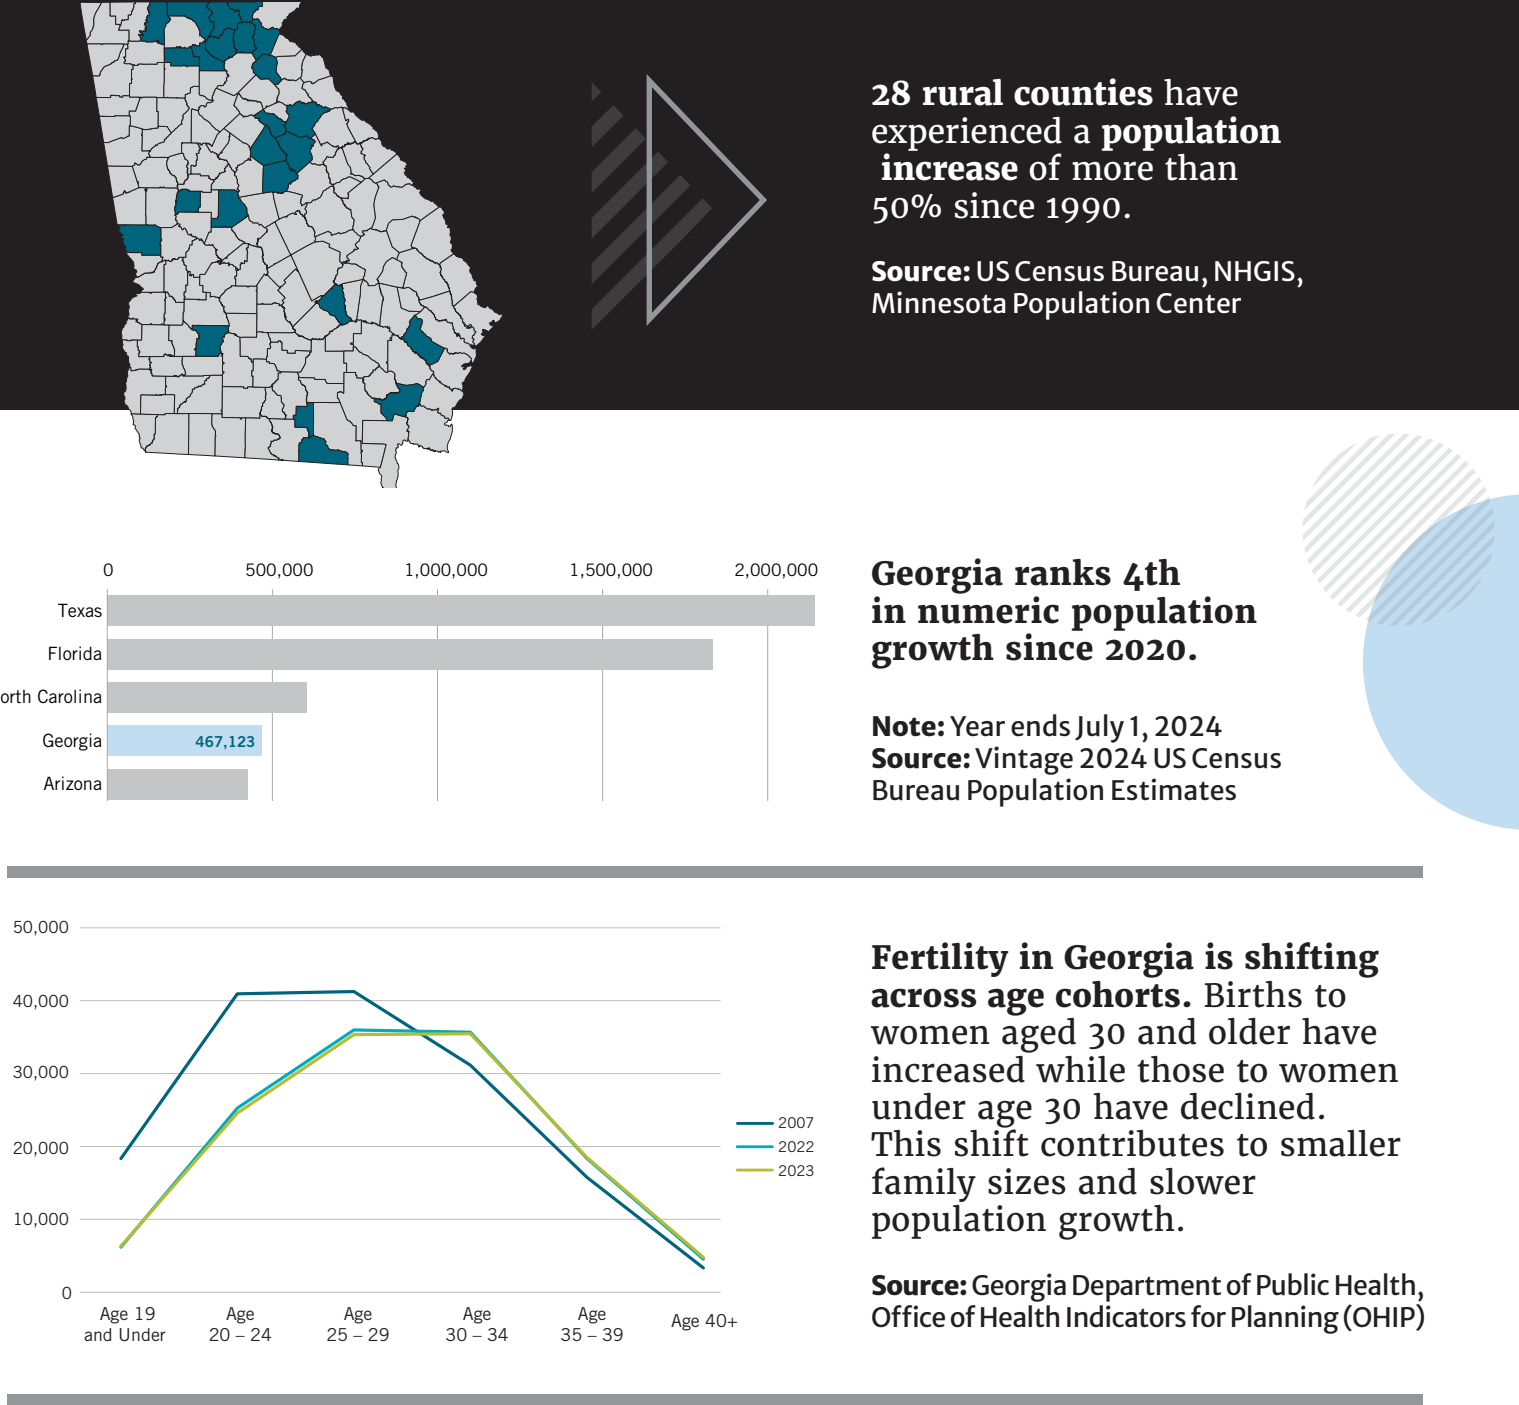 28 rural counties have
experienced a population
increase of more than
50% since 1990.
Source: US Census Bureau, NHGIS,
Minnesota Population Center
0 500,000 1,000,000 1,500,000 2,000,000
Texas
Florida
orth Carolina
Georgia 467,123
Arizona
Georgia ranks 4th
in numeric population
growth since 2020.
Note: Year ends July 1, 2024
Source: Vintage 2024 US Census
Bureau Population Estimates
50,000
40,000
30,000
20,000
10,000
0
Age 19
and Under
Age
20 – 24
Age
25 – 29
Age
30 – 34
Age
35 – 39
Age 40+
2007
2022
2023
Fertility in Georgia is shifting
across age cohorts. Births to
women aged 30 and older have
increased while those to women
under age 30 have declined.
This shift contributes to smaller
family sizes and slower
population growth.
Source: Georgia Department of Public Health,
Office of Health Indicators for Planning (OHIP)